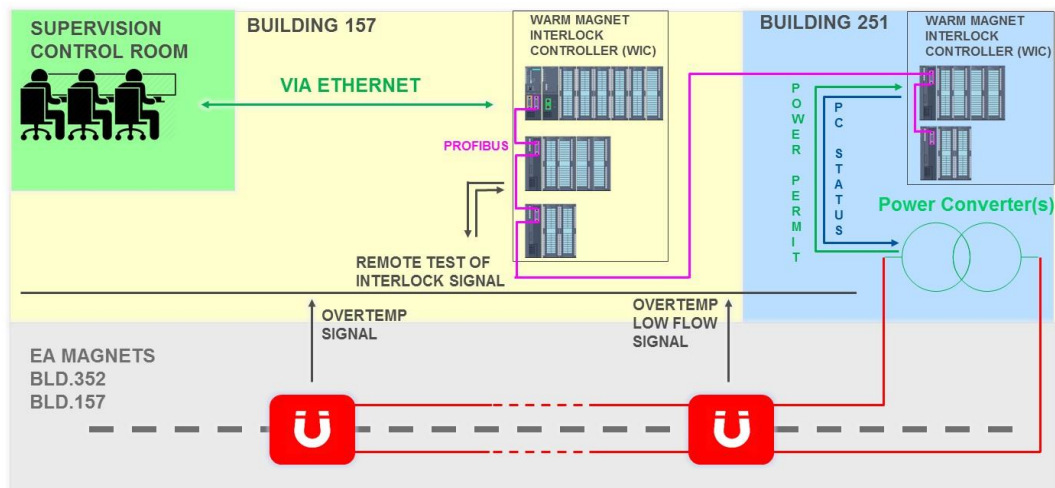 SUPERVISION
CONTROL ROOM
BUILDING 157
WARM MAGNET
INTERLOCK
CONTROLLER (WIC)
BUILDING 251
WARM MAGNET
INTERLOCK
CONTROLLER (WIC)
VIA ETHERNET
PROFIBUS
POWER PERMIT
PC STATUS
Power Converter(s)
REMOTE TEST OF
INTERLOCK SIGNAL
OVERTEMP
SIGNAL
OVERTEMP
LOW FLOW
SIGNAL
EA MAGNETS
BLD.352
BLD.157